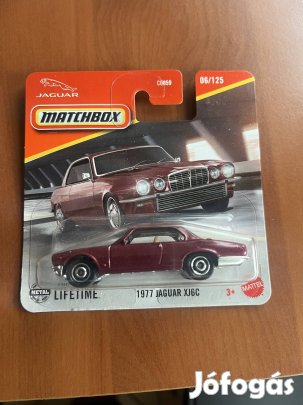 JAGUAR
C0859
06/125
MATCHBOX
METAL
LIFETIME
1977 JAGUAR XJ6C
3+
MATTEL
Jófogás